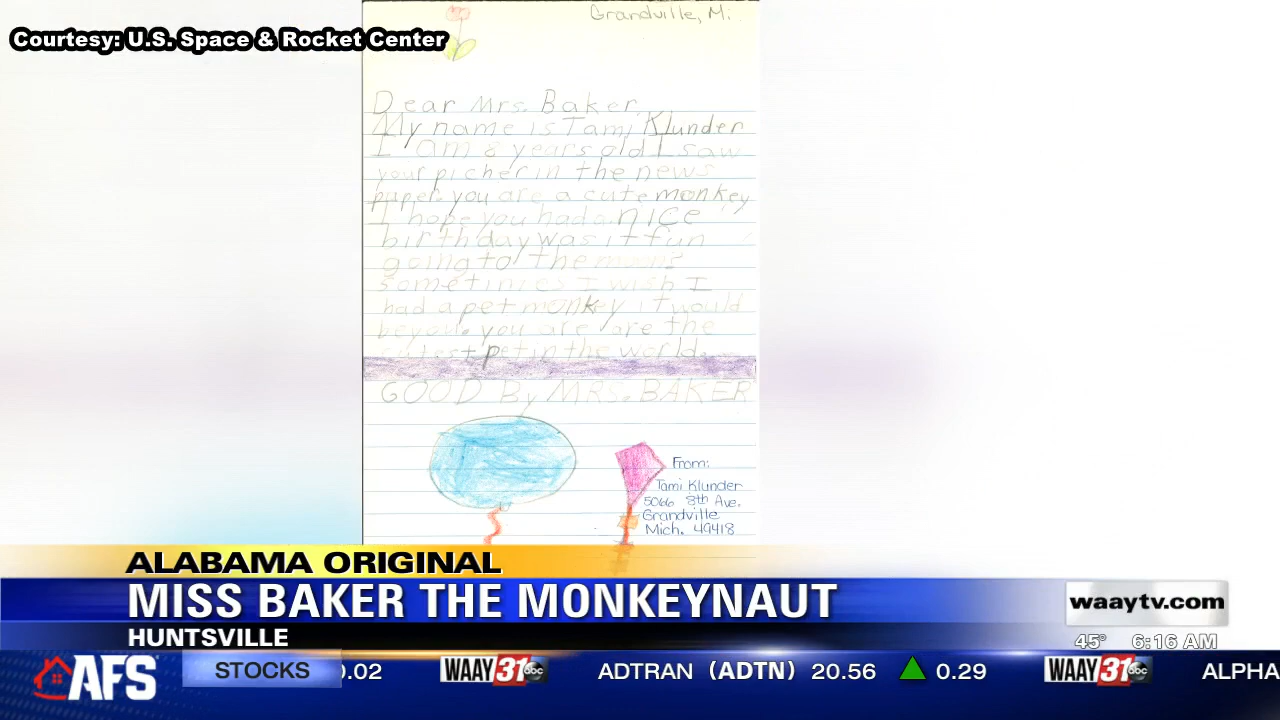 Courtesy: U.S. Space & Rocket Center
Grandville, Mi.
Dear Mrs. Baker,
My name is Tami Klunder
I am 8 years old I saw
your picher in the news
paper. you are a cute monkey
I hope you had a nice
birthday was it fun
going to the moon?
sometimes I wish I
had a pet monkey it would
be you. you are are the
cutest pet in the world.
GOOD By MRS. BAKER
From:
Tami Klunder
5066 8th Ave.
Grandville
Mich. 49418
ALABAMA ORIGINAL
MISS BAKER THE MONKEYNAUT
HUNTSVILLE
waaytv.com
45° 6:16 AM
AFS STOCKS 0.02 WAAY 31 abc ADTRAN (ADTN) 20.56 ▲ 0.29 WAAY 31 abc ALPHA